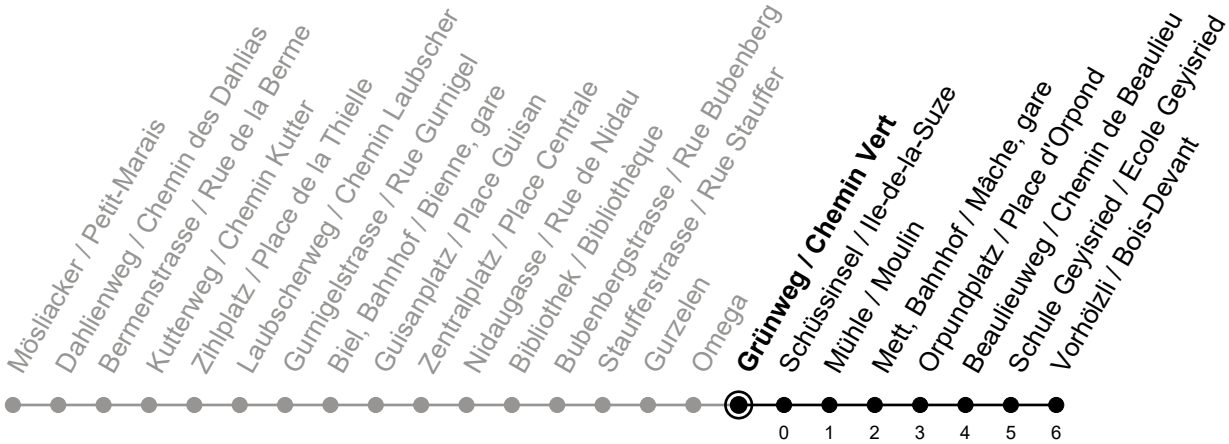 Mösliacker / Petit-Marais
Dahlienweg / Chemin des Dahlias
Bermenstrasse / Rue de la Berme
Kutterweg / Chemin Kutter
Zihlplatz / Place de la Thielle
Laubscherweg / Chemin Laubscher
Gurnigelstrasse / Rue Gurnigel
Biel, Bahnhof / Bienne, gare
Guisanplatz / Place Guisan
Zentralplatz / Place Centrale
Nidaugasse / Rue de Nidau
Bibliothek / Bibliothèque
Bubenbergstrasse / Rue Bubenberg
Staufferstrasse / Rue Stauffer
Gurzelen
Omega
Grünweg / Chemin Vert
Schüssinsel / Ile-de-la-Suze
Mühle / Moulin
Mett, Bahnhof / Mâche, gare
Orpundplatz / Place d'Orpond
Beaulieuweg / Chemin de Beaulieu
Schule Geyisried / Ecole Geyisried
Vorhölzli / Bois-Devant
0 1 2 3 4 5 6